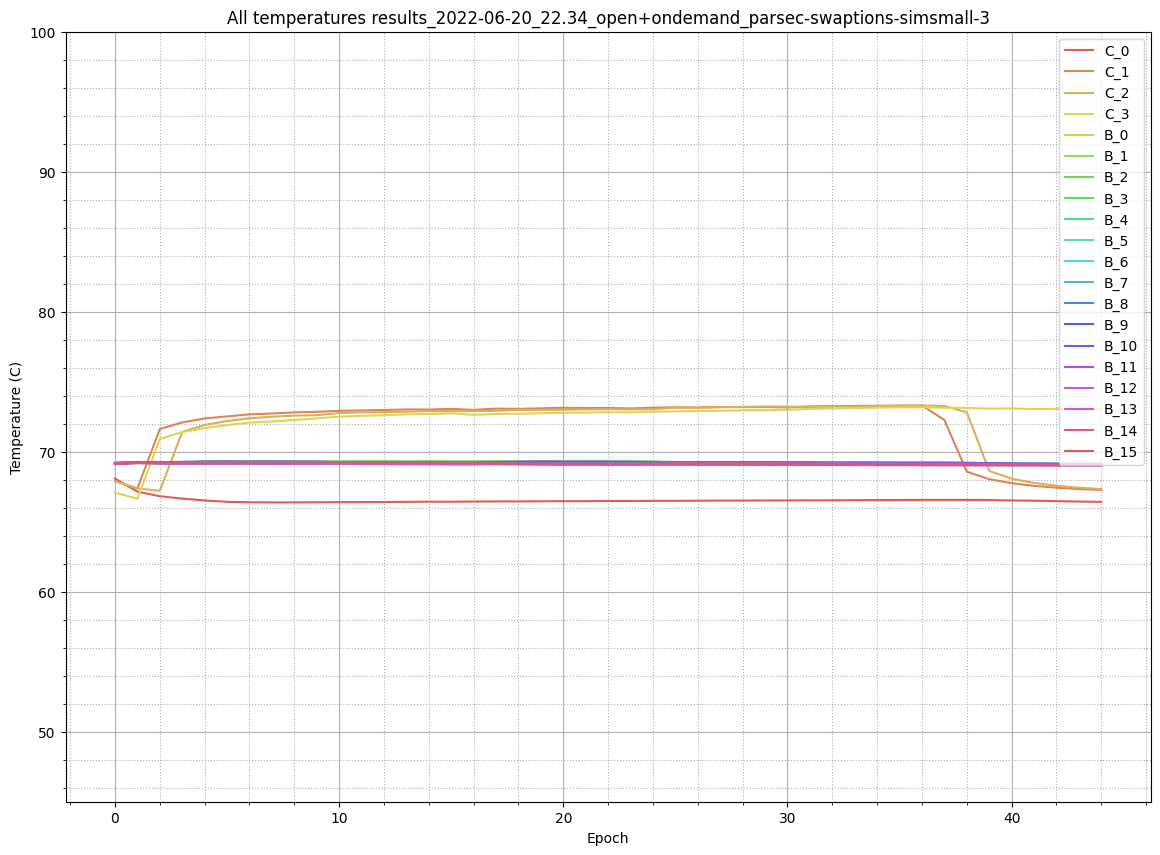 All temperatures results_2022-06-20_22.34_open+ondemand_parsec-swaptions-simsmall-3
100
90
80
70
60
50
Temperature (C)
0
10
20
30
40
Epoch
C_0
C_1
C_2
C_3
B_0
B_1
B_2
B_3
B_4
B_5
B_6
B_7
B_8
B_9
B_10
B_11
B_12
B_13
B_14
B_15